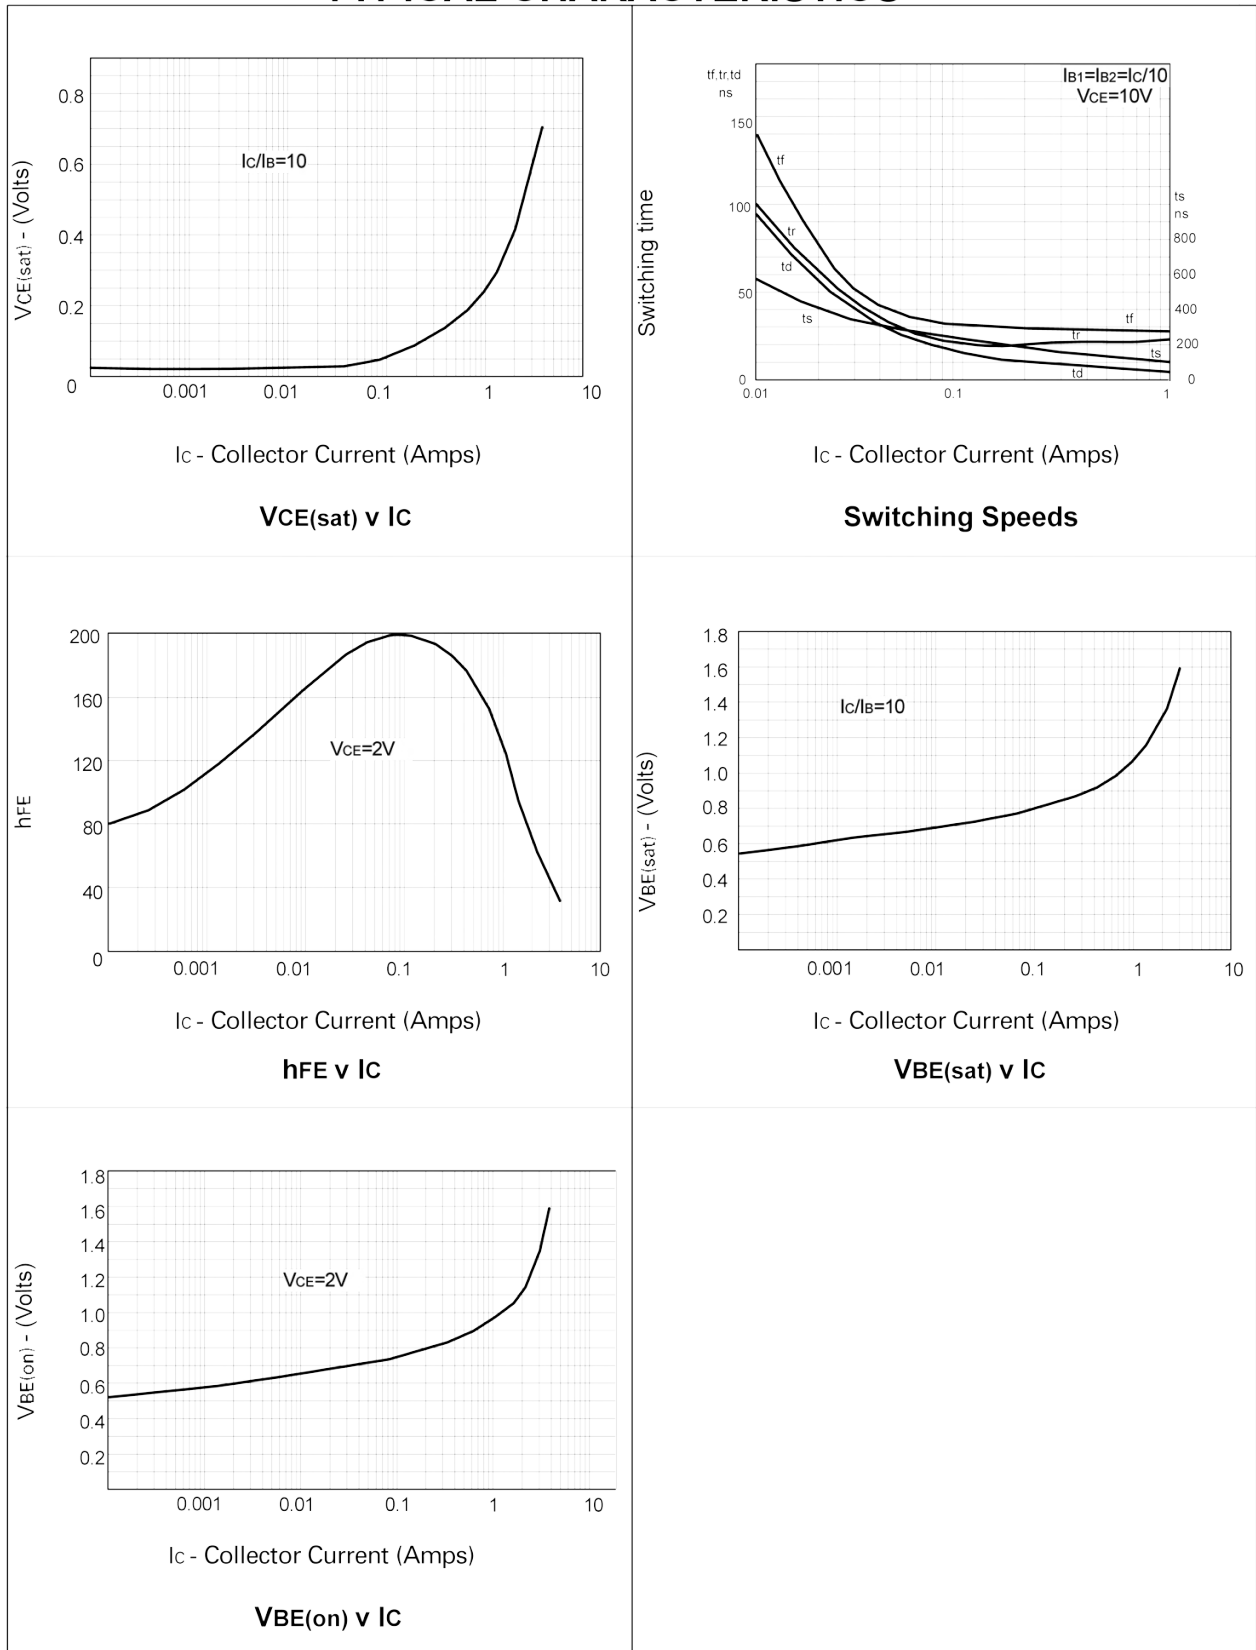 TYPICAL CHARACTERISTICS
VCE(sat) - (Volts)
0.8
0.6
0.4
0.2
0
IC/IB=10
0.001
0.01
0.1
1
10
IC - Collector Current (Amps)
VCE(sat) v IC
Switching time
tf,tr,td
ns
150
100
50
0
IB1=IB2=IC/10
VCE=10V
tf
tr
td
ts
tf
tr
ts
td
ts
ns
800
600
400
200
0
0.01
0.1
1
IC - Collector Current (Amps)
Switching Speeds
hFE
200
160
120
80
40
0
VCE=2V
0.001
0.01
0.1
1
10
IC - Collector Current (Amps)
hFE v IC
VBE(sat) - (Volts)
1.8
1.6
1.4
1.2
1.0
0.8
0.6
0.4
0.2
IC/IB=10
0.001
0.01
0.1
1
10
IC - Collector Current (Amps)
VBE(sat) v IC
VBE(on) - (Volts)
1.8
1.6
1.4
1.2
1.0
0.8
0.6
0.4
0.2
VCE=2V
0.001
0.01
0.1
1
10
IC - Collector Current (Amps)
VBE(on) v IC